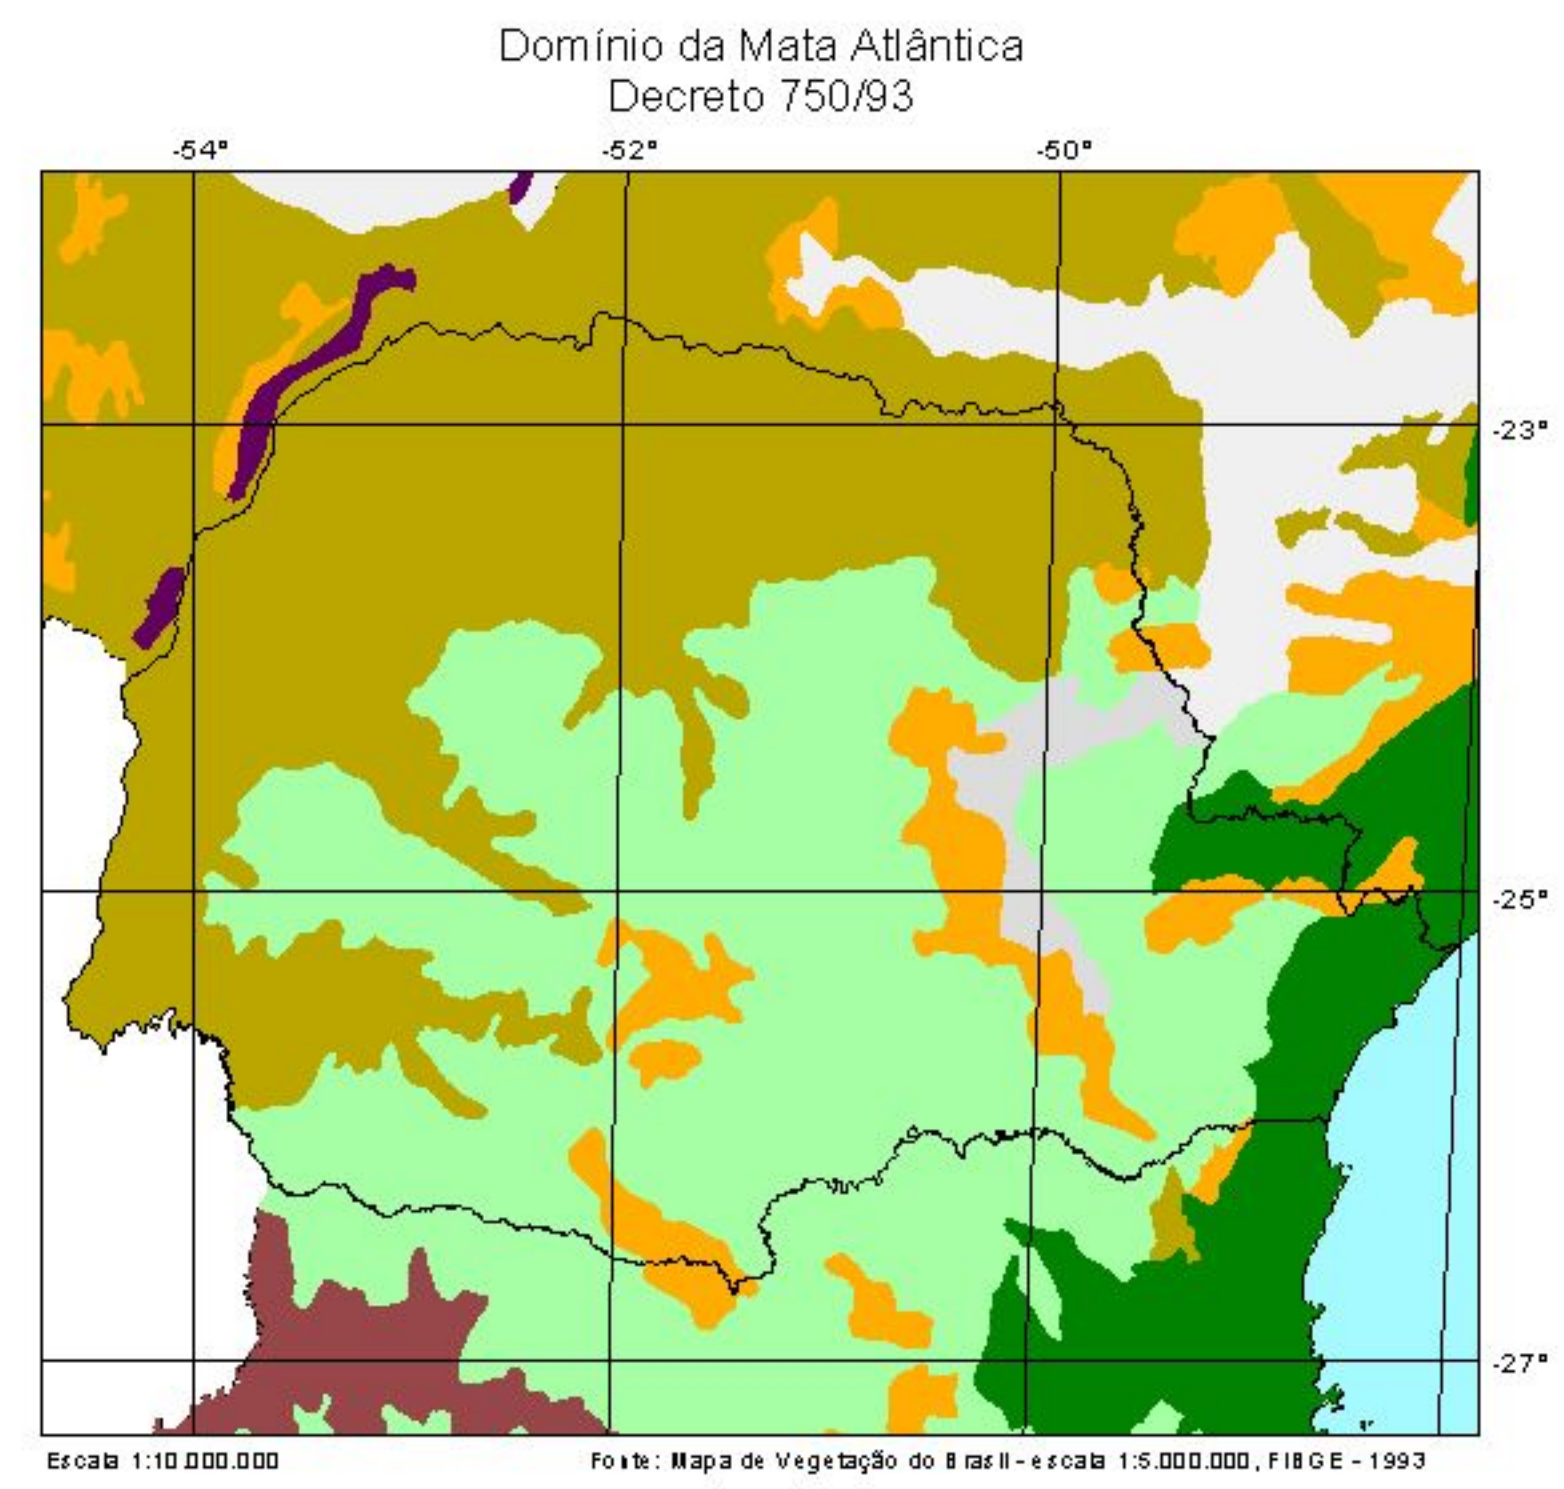 Domínio da Mata Atlântica
Decreto 750/93
-54° -52° -50°
-23°
-25°
-27°
Escala 1:10.000.000 Fonte: Mapa de Vegetação do Brasil - escala 1:5.000.000, FIBGE - 1993